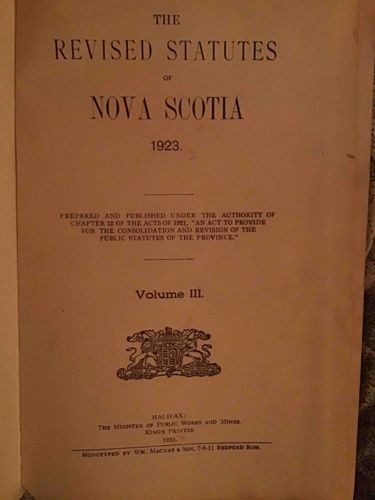 THE
REVISED STATUTES
OF
NOVA SCOTIA
1923.
PREPARED AND PUBLISHED UNDER THE AUTHORITY OF
CHAPTER 12 OF THE ACTS OF 1921, "AN ACT TO PROVIDE
FOR THE CONSOLIDATION AND REVISION OF THE
PUBLIC STATUTES OF THE PROVINCE."
Volume III.
HALIFAX:
THE MINISTER OF PUBLIC WORKS AND MINES,
KING'S PRINTER
1923.
MONOTYPED BY WM. MACNAB & SON, 7-9-11 BEDFORD ROW.